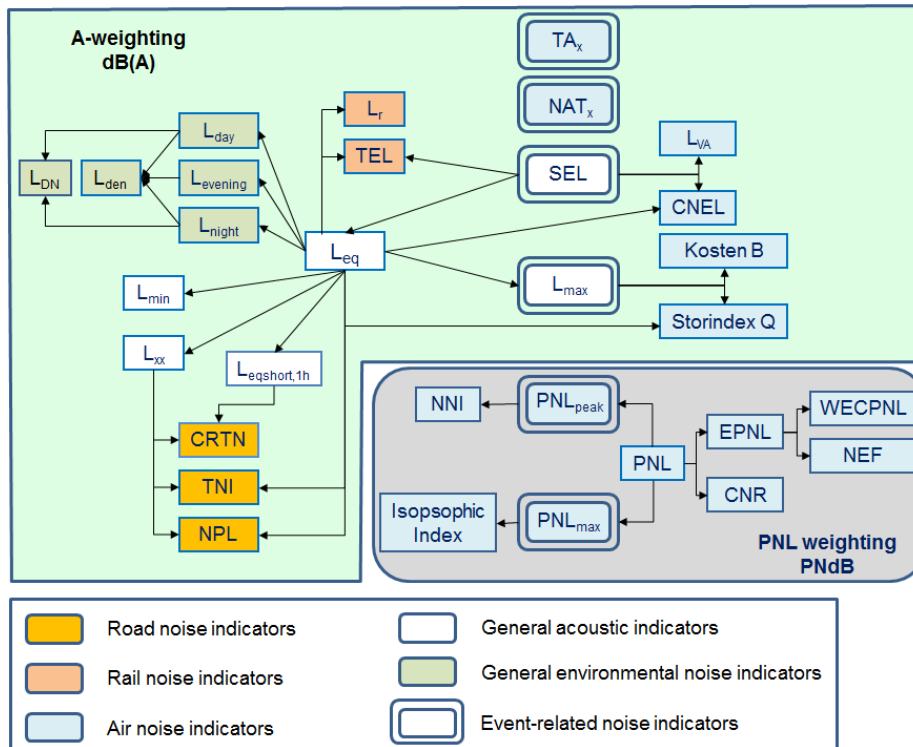 A-weighting
dB(A)
TAx
NATx
Lr
TEL
SEL
LVA
CNEL
Lday
LDN
Lden
Levening
Lnight
Leq
Lmax
Kosten B
Storindex Q
Lmin
Lxx
Leqshort,1h
CRTN
TNI
NPL
NNI
PNLpeak
PNL
EPNL
WECPNL
NEF
CNR
Isopsophic
Index
PNLmax
PNL weighting
PNdB
Road noise indicators
General acoustic indicators
Rail noise indicators
General environmental noise indicators
Air noise indicators
Event-related noise indicators